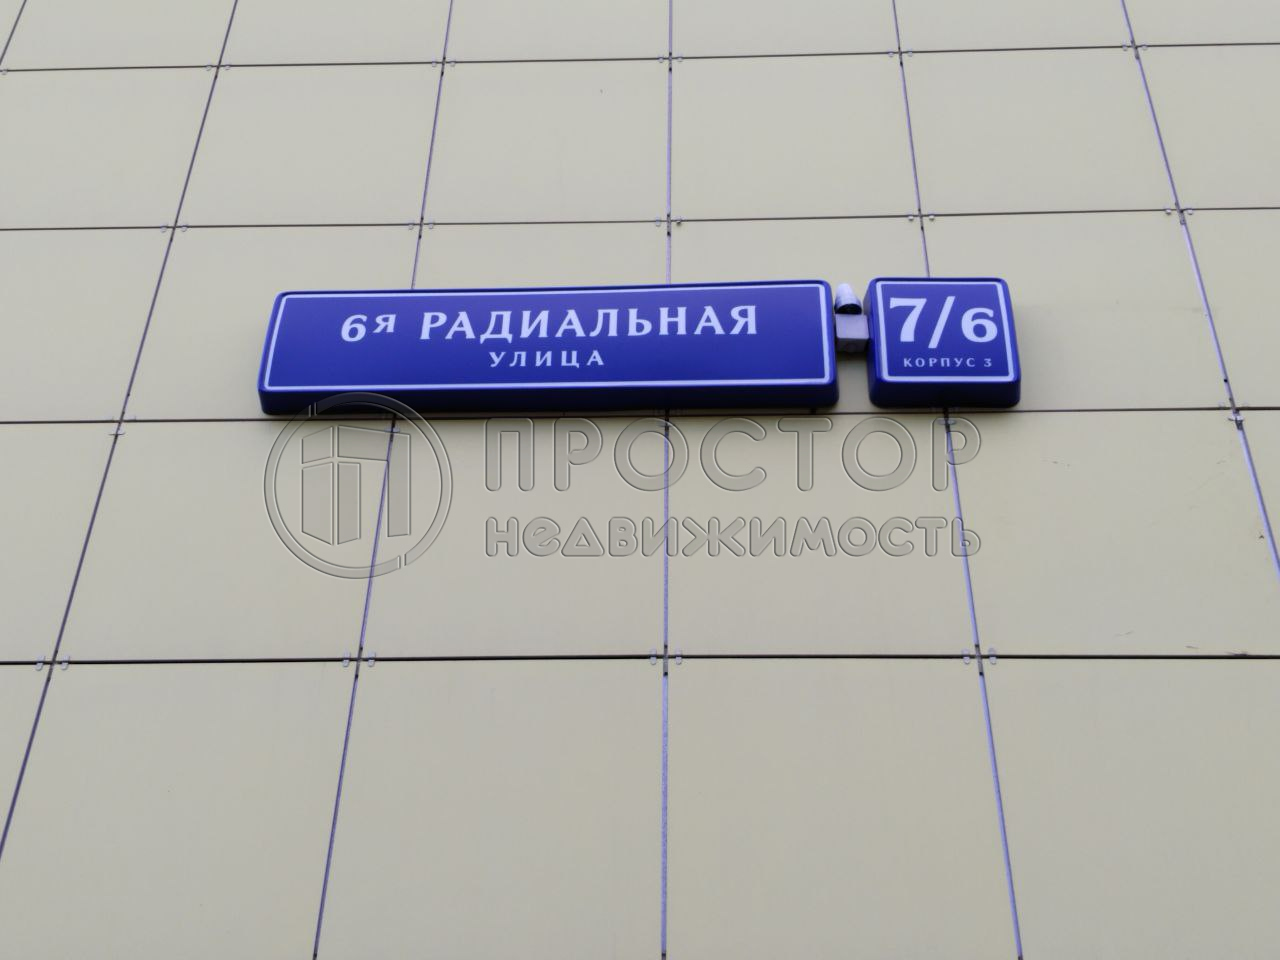 6я РАДИАЛЬНАЯ
УЛИЦА
7/6
КОРПУС 3
ПРОСТОР
НЕДВИЖИМОСТЬ